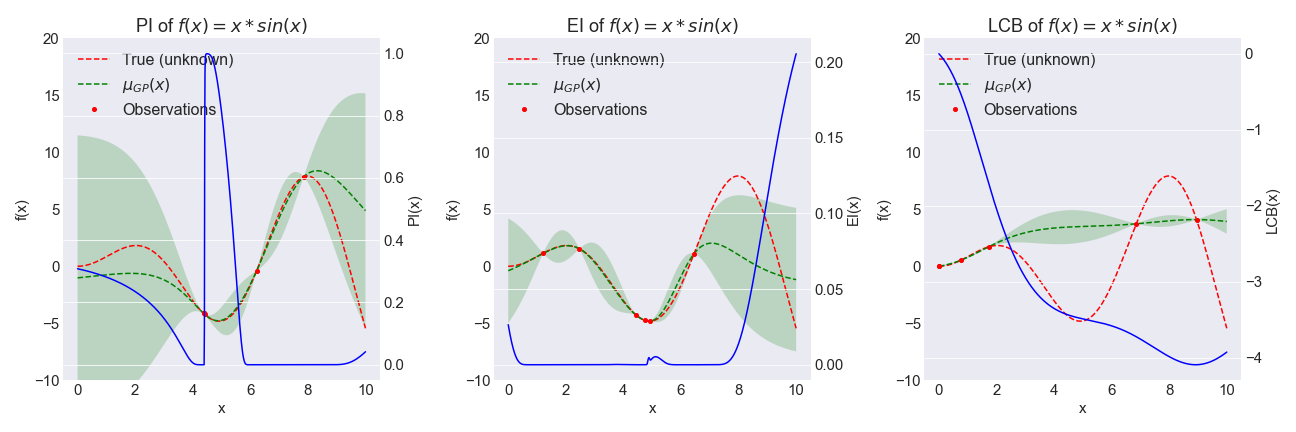 PI of f(x) = x * sin(x)
20
15
10
5
0
−5
−10
f(x)
True (unknown)
μGP(x)
Observations
1.0
0.8
0.6
0.4
0.2
0.0
PI(x)
0 2 4 6 8 10
x
EI of f(x) = x * sin(x)
20
15
10
5
0
−5
−10
f(x)
True (unknown)
μGP(x)
Observations
0.20
0.15
0.10
0.05
0.00
EI(x)
0 2 4 6 8 10
x
LCB of f(x) = x * sin(x)
20
15
10
5
0
−5
−10
f(x)
True (unknown)
μGP(x)
Observations
0
−1
−2
−3
−4
LCB(x)
0 2 4 6 8 10
x